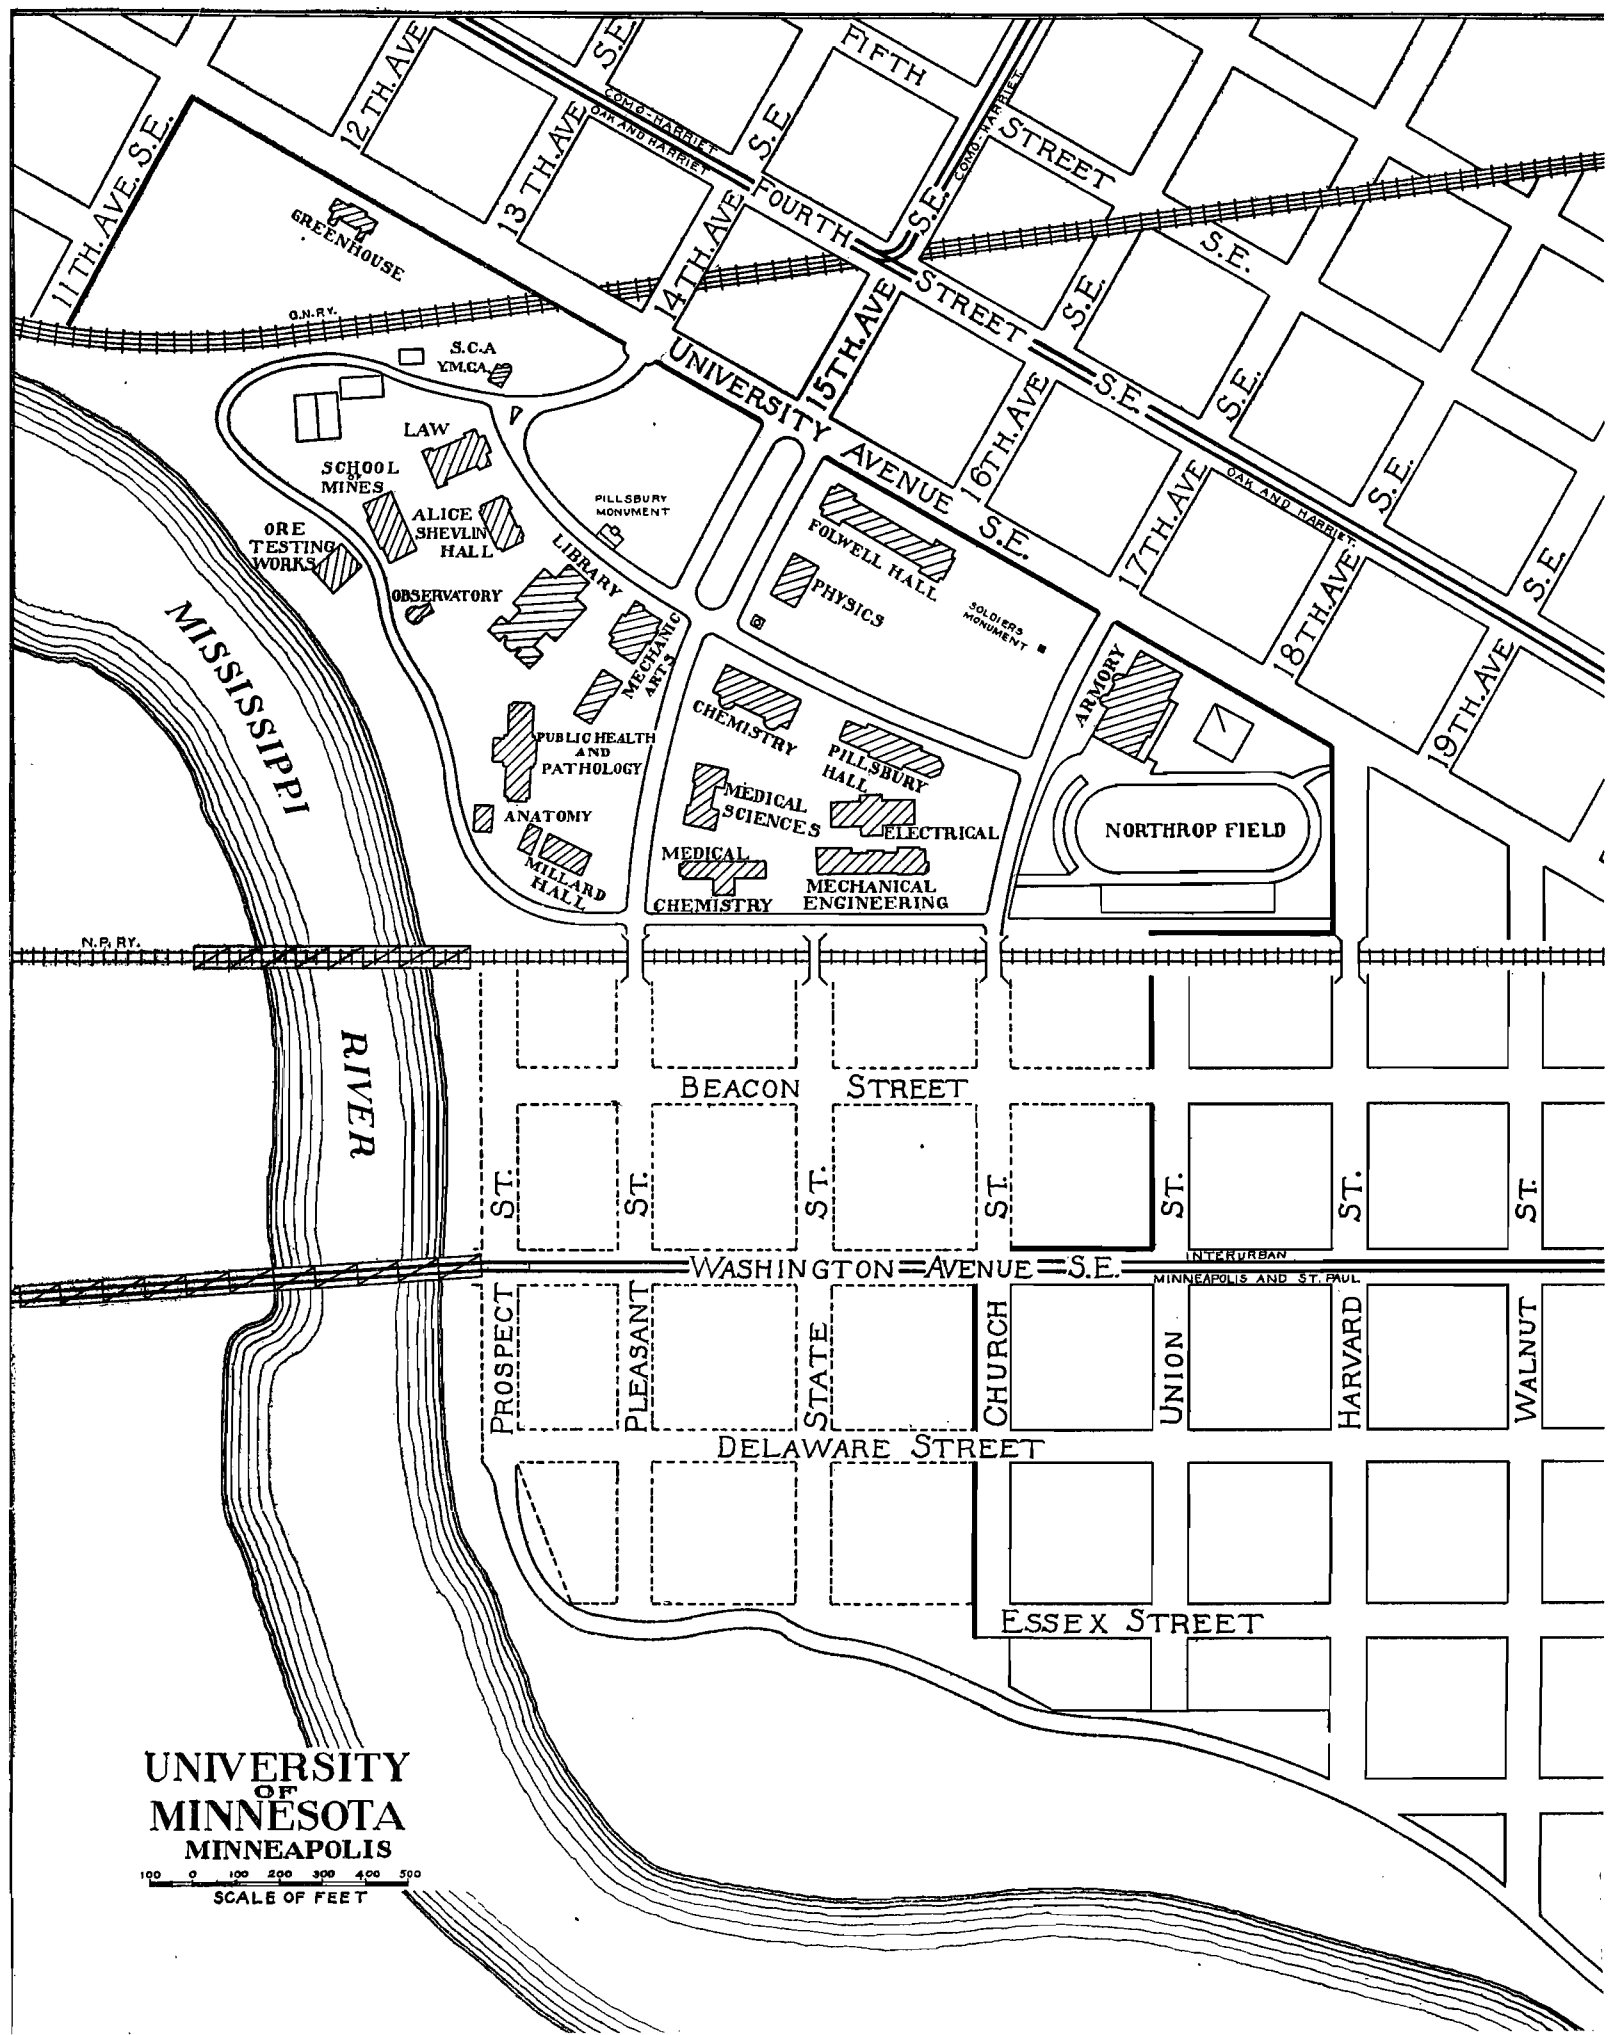 FIFTH
STREET
S.E.
12TH. AVE
S.E.
COMO-HARRIET
OAK AND HARRIET
COMO-HARRIET.
S.E.
11TH. AVE. S.E.
13TH. AVE
S.E.
14TH. AVE
FOURTH
STREET
S.E.
15TH. AVE
S.E.
GREENHOUSE
G.N.RY.
S.C.A
Y.M.C.A.
UNIVERSITY
AVENUE
S.E.
16TH. AVE
S.E.
17TH. AVE
S.E.
OAK AND HARRIET.
18TH. AVE
S.E
19TH. AVE
LAW
SCHOOL
OF
MINES
ALICE
SHEVLIN
HALL
ORE
TESTING
WORKS
OBSERVATORY
PILLSBURY
MONUMENT
LIBRARY
MECHANIC
ARTS
FOLWELL HALL
PHYSICS
SOLDIERS
MONUMENT
ARMORY
CHEMISTRY
PILLSBURY
HALL
PUBLIC HEALTH
AND
PATHOLOGY
MEDICAL
SCIENCES
ELECTRICAL
NORTHROP FIELD
ANATOMY
MILLARD
HALL
MEDICAL
CHEMISTRY
MECHANICAL
ENGINEERING
MISSISSIPPI
RIVER
N.P. RY.
BEACON STREET
ST.
ST.
ST.
ST.
ST.
ST.
ST.
WASHINGTON AVENUE S.E.
INTERURBAN
MINNEAPOLIS AND ST. PAUL
PROSPECT
PLEASANT
STATE
CHURCH
UNION
HARVARD
WALNUT
DELAWARE STREET
ESSEX STREET
UNIVERSITY
OF
MINNESOTA
MINNEAPOLIS
100 0 100 200 300 400 500
SCALE OF FEET